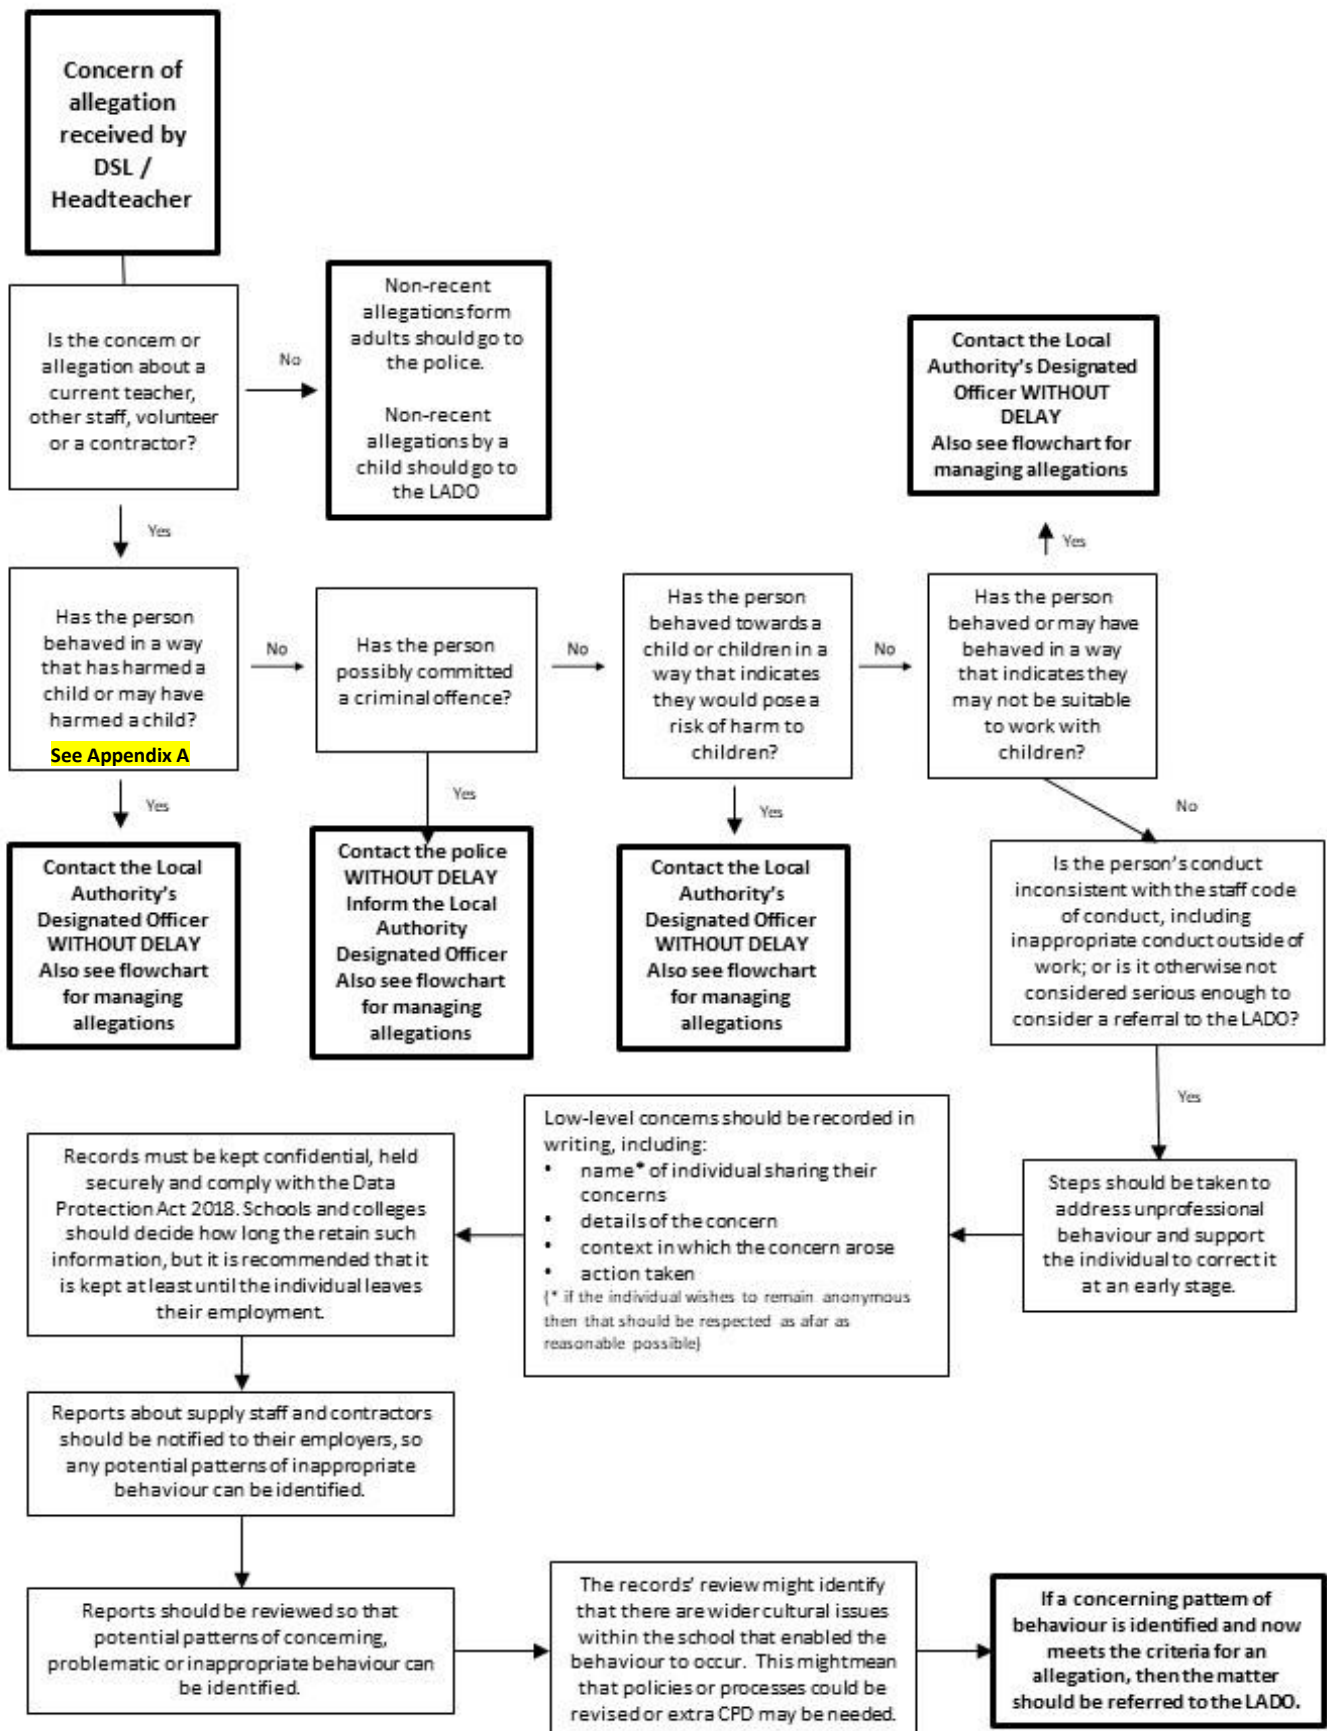 Concern of
allegation
received by
DSL /
Headteacher
Is the concern or
allegation about a
current teacher,
other staff, volunteer
or a contractor?
No
Non-recent
allegations form
adults should go to
the police.
Non-recent
allegations by a
child should go to
the LADO
Contact the Local
Authority's Designated
Officer WITHOUT
DELAY
Also see flowchart for
managing allegations
Yes
Yes
Has the person
behaved in a way
that has harmed a
child or may have
harmed a child?
See Appendix A
No
Has the person
possibly committed
a criminal offence?
No
Has the person
behaved towards a
child or children in a
way that indicates
they would pose a
risk of harm to
children?
No
Has the person
behaved or may have
behaved in a way
that indicates they
may not be suitable
to work with
children?
Yes
Yes
Yes
No
Contact the Local
Authority's
Designated Officer
WITHOUT DELAY
Also see flowchart
for managing
allegations
Contact the police
WITHOUT DELAY
Inform the Local
Authority
Designated Officer
Also see flowchart
for managing
allegations
Contact the Local
Authority's
Designated Officer
WITHOUT DELAY
Also see flowchart
for managing
allegations
Is the person's conduct
inconsistent with the staff code
of conduct, including
inappropriate conduct outside of
work; or is it otherwise not
considered serious enough to
consider a referral to the LADO?
Yes
Steps should be taken to
address unprofessional
behaviour and support
the individual to correct it
at an early stage.
Low-level concerns should be recorded in
writing, including:
• name* of individual sharing their
concerns
• details of the concern
• context in which the concern arose
• action taken
(* if the individual wishes to remain anonymous
then that should be respected as afar as
reasonable possible)
Records must be kept confidential, held
securely and comply with the Data
Protection Act 2018. Schools and colleges
should decide how long the retain such
information, but it is recommended that it
is kept at least until the individual leaves
their employment.
Reports about supply staff and contractors
should be notified to their employers, so
any potential patterns of inappropriate
behaviour can be identified.
Reports should be reviewed so that
potential patterns of concerning,
problematic or inappropriate behaviour can
be identified.
The records' review might identify
that there are wider cultural issues
within the school that enabled the
behaviour to occur. This might mean
that policies or processes could be
revised or extra CPD may be needed.
If a concerning pattern of
behaviour is identified and now
meets the criteria for an
allegation, then the matter
should be referred to the LADO.